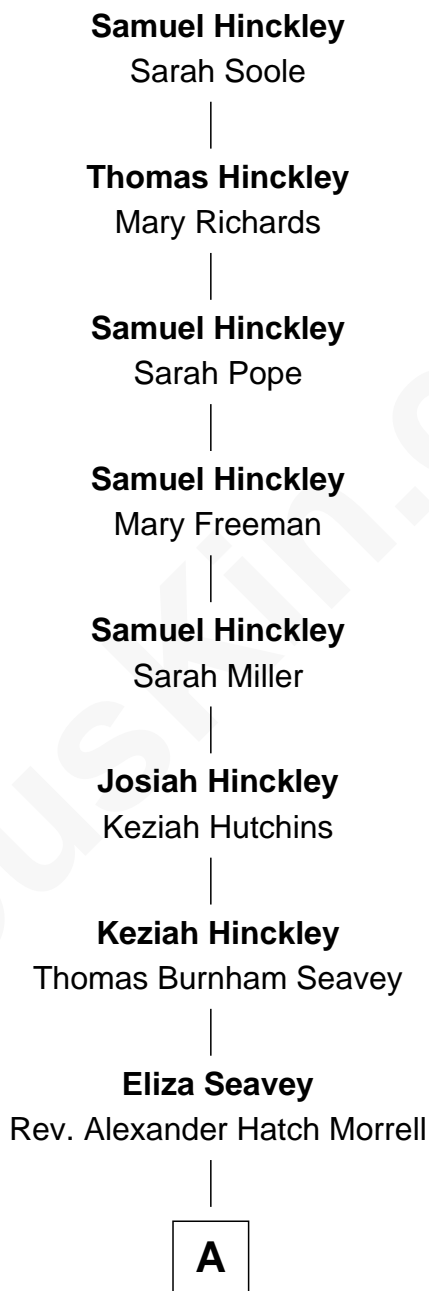 Samuel Hinckley
Sarah Soole
Thomas Hinckley
Mary Richards
Samuel Hinckley
Sarah Pope
Samuel Hinckley
Mary Freeman
Samuel Hinckley
Sarah Miller
Josiah Hinckley
Keziah Hutchins
Keziah Hinckley
Thomas Burnham Seavey
Eliza Seavey
Rev. Alexander Hatch Morrell
A